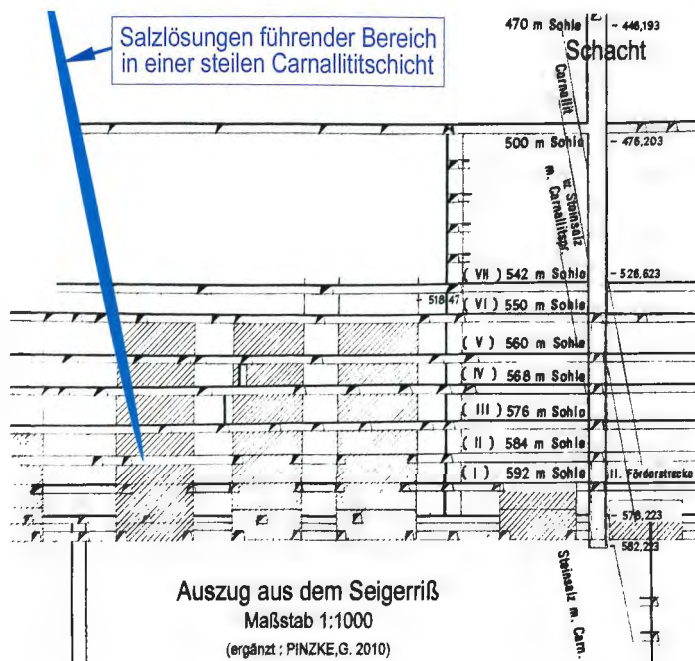 470 m Sohle
- 446,193
Salzlösungen führender Bereich
in einer steilen Carnallititschicht
Schacht
Carnallit
500 m Sohle
- 476,203
Steinsalz
m. Carnallitspr.
(VII) 542 m Sohle
- 526,623
- 518,47
(VI) 550 m Sohle
(V) 560 m Sohle
(IV) 568 m Sohle
(III) 576 m Sohle
(II) 584 m Sohle
(I) 592 m Sohle
II. Förderstrecke
- 576,223
- 582,223
Steinsalz m. Carn.
Auszug aus dem Seigerriß
Maßstab 1:1000
(ergänzt : PINZKE,G. 2010)